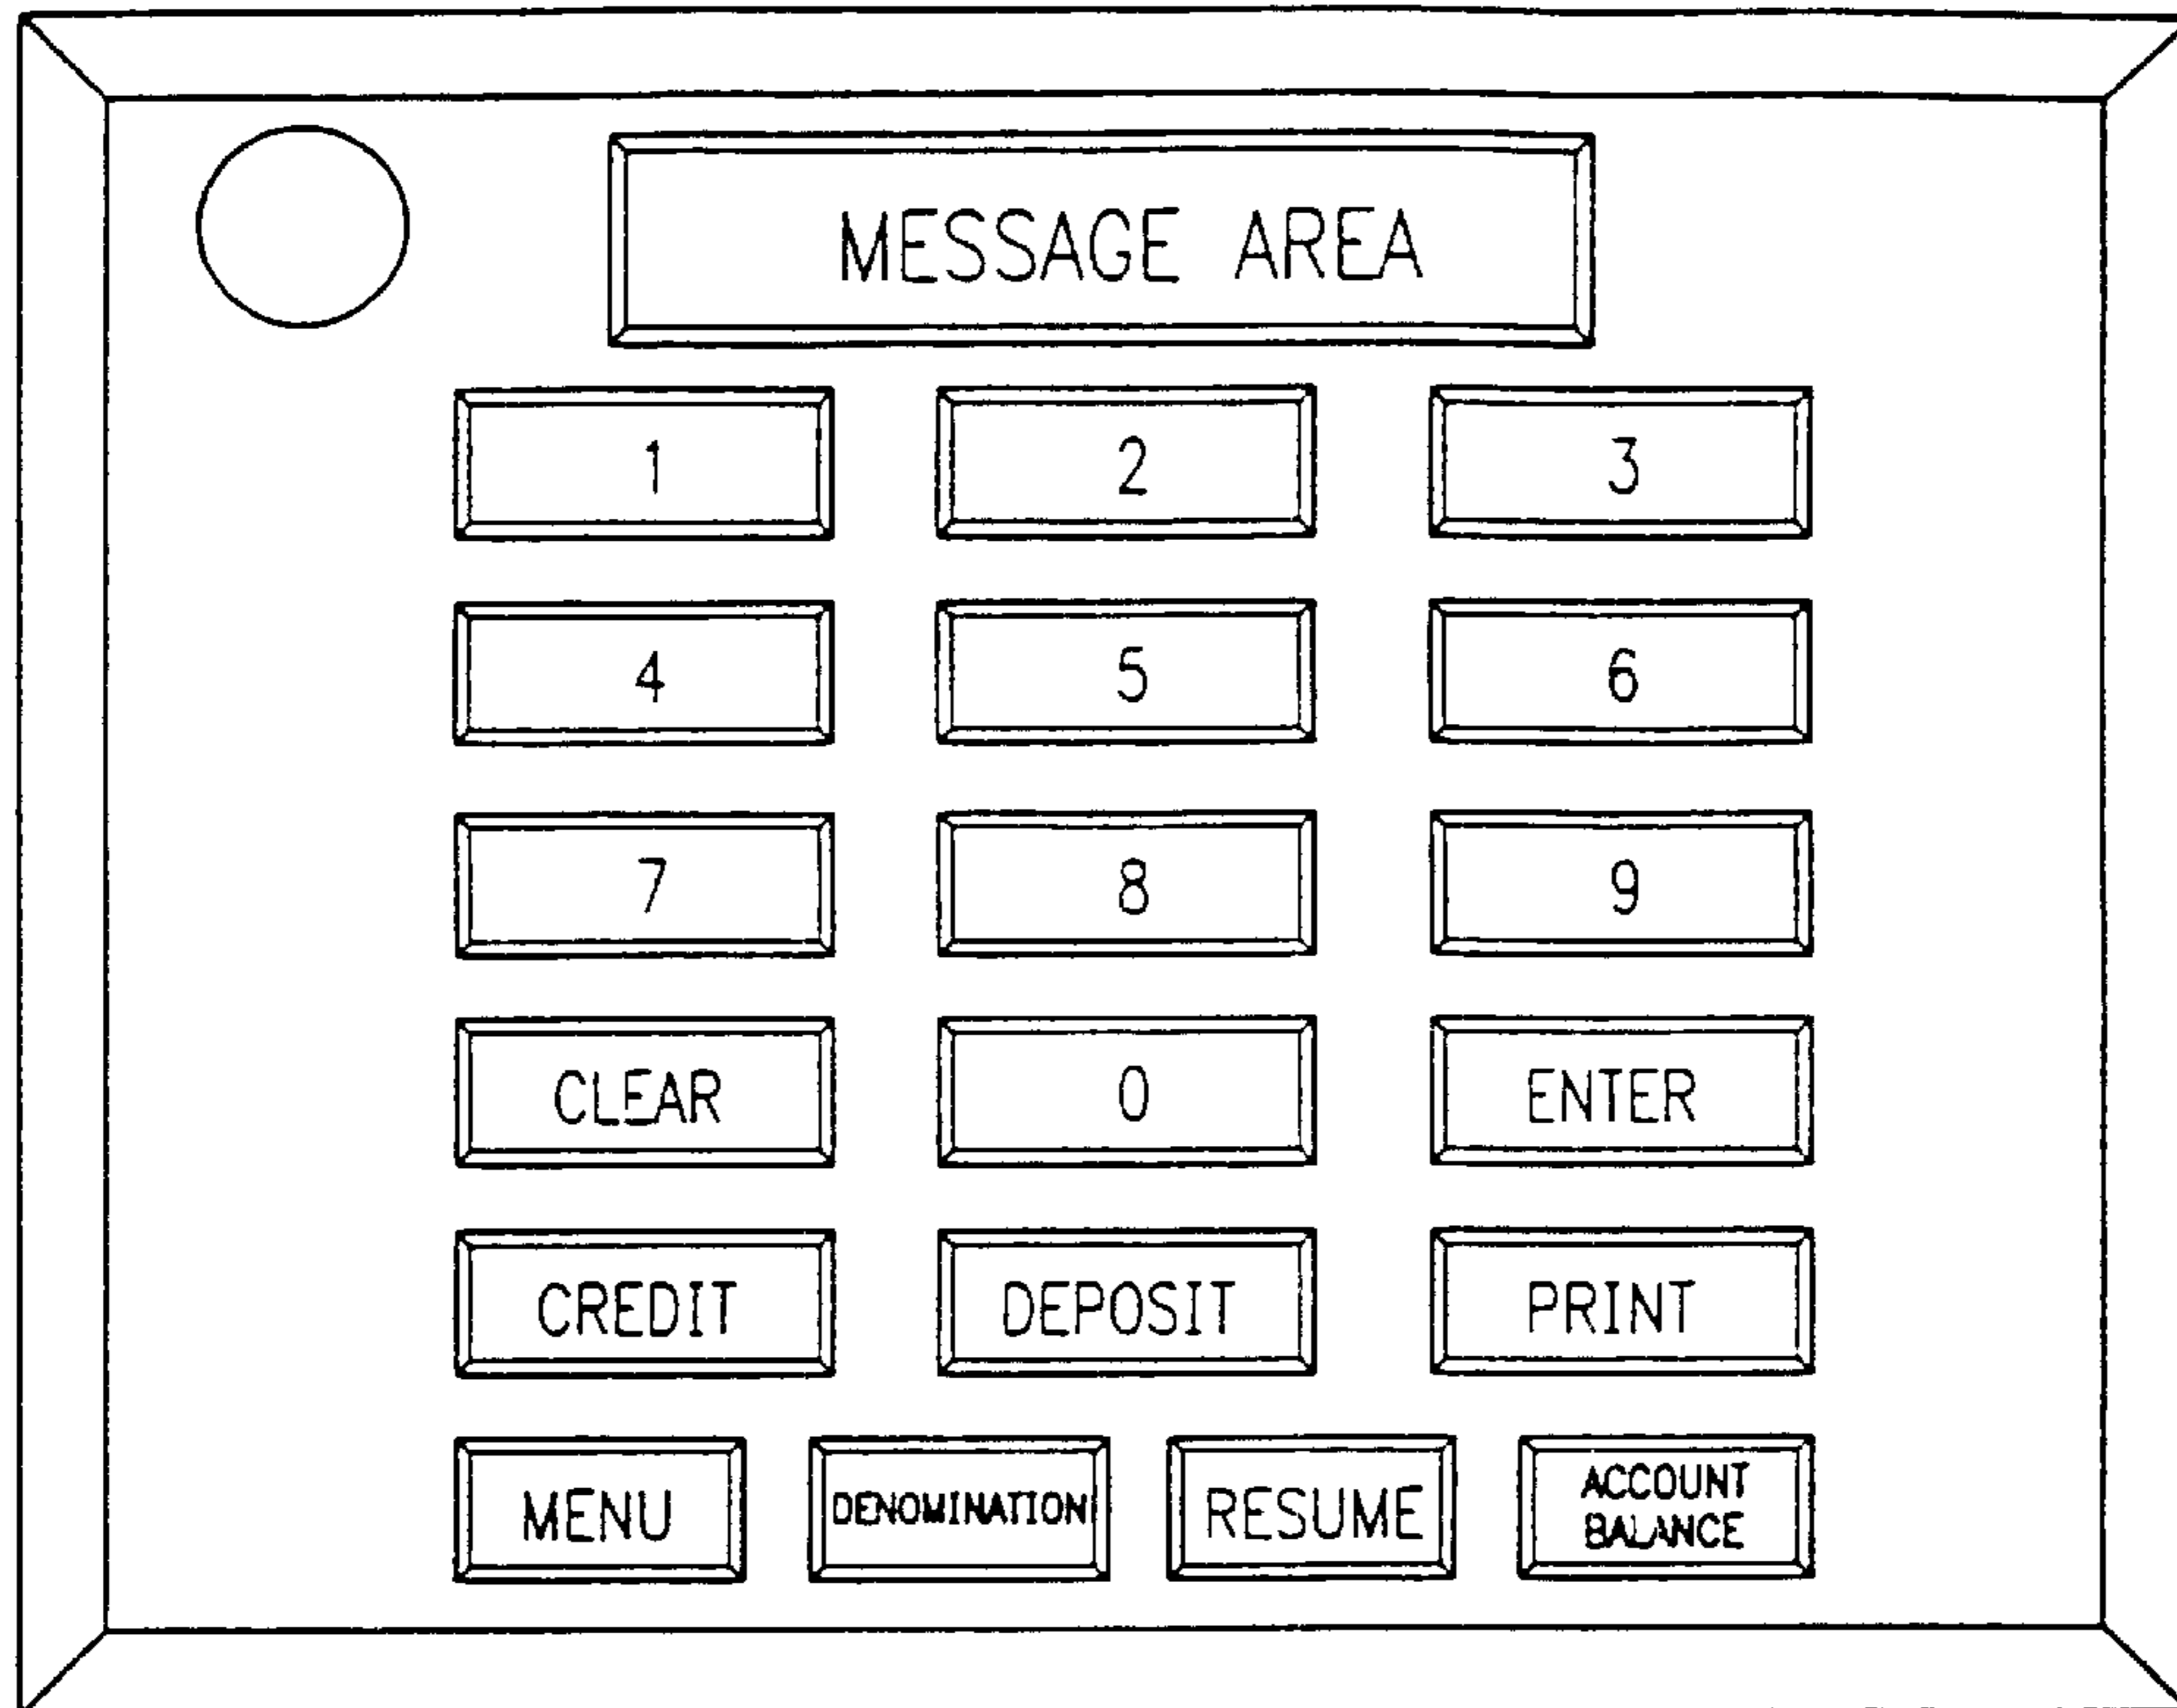 MESSAGE AREA
1 2 3
4 5 6
7 8 9
CLEAR 0 ENTER
CREDIT DEPOSIT PRINT
MENU DENOMINATION RESUME ACCOUNT
BALANCE